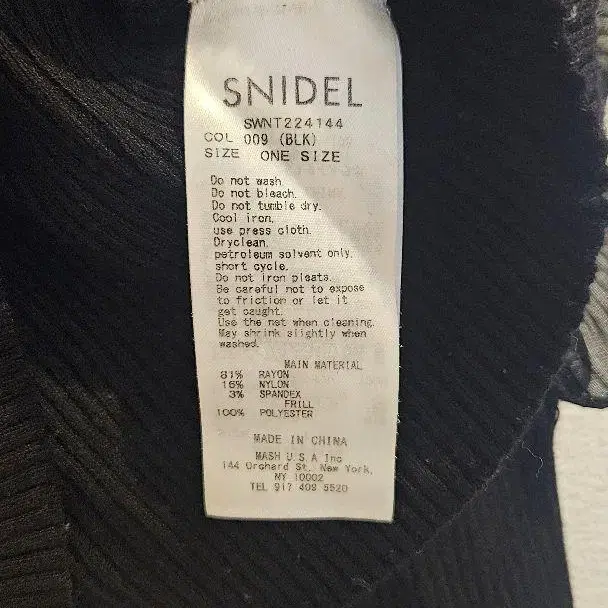 SNIDEL
SWNT224144
COL 009 (BLK)
SIZE ONE SIZE
Do not wash.
Do not bleach.
Do not tumble dry.
Cool iron.
use press cloth.
Dryclean.
petroleum solvent only.
short cycle.
Do not iron pleats.
Be careful not to expose
to friction or let it
get caught.
Use the net when cleaning.
May shrink slightly when
washed.
MAIN MATERIAL
81% RAYON
16% NYLON
3% SPANDEX
FRILL
100% POLYESTER
MADE IN CHINA
MASH U.S.A Inc
144 Orchard St. New York,
NY 10002
TEL 917 409 5520